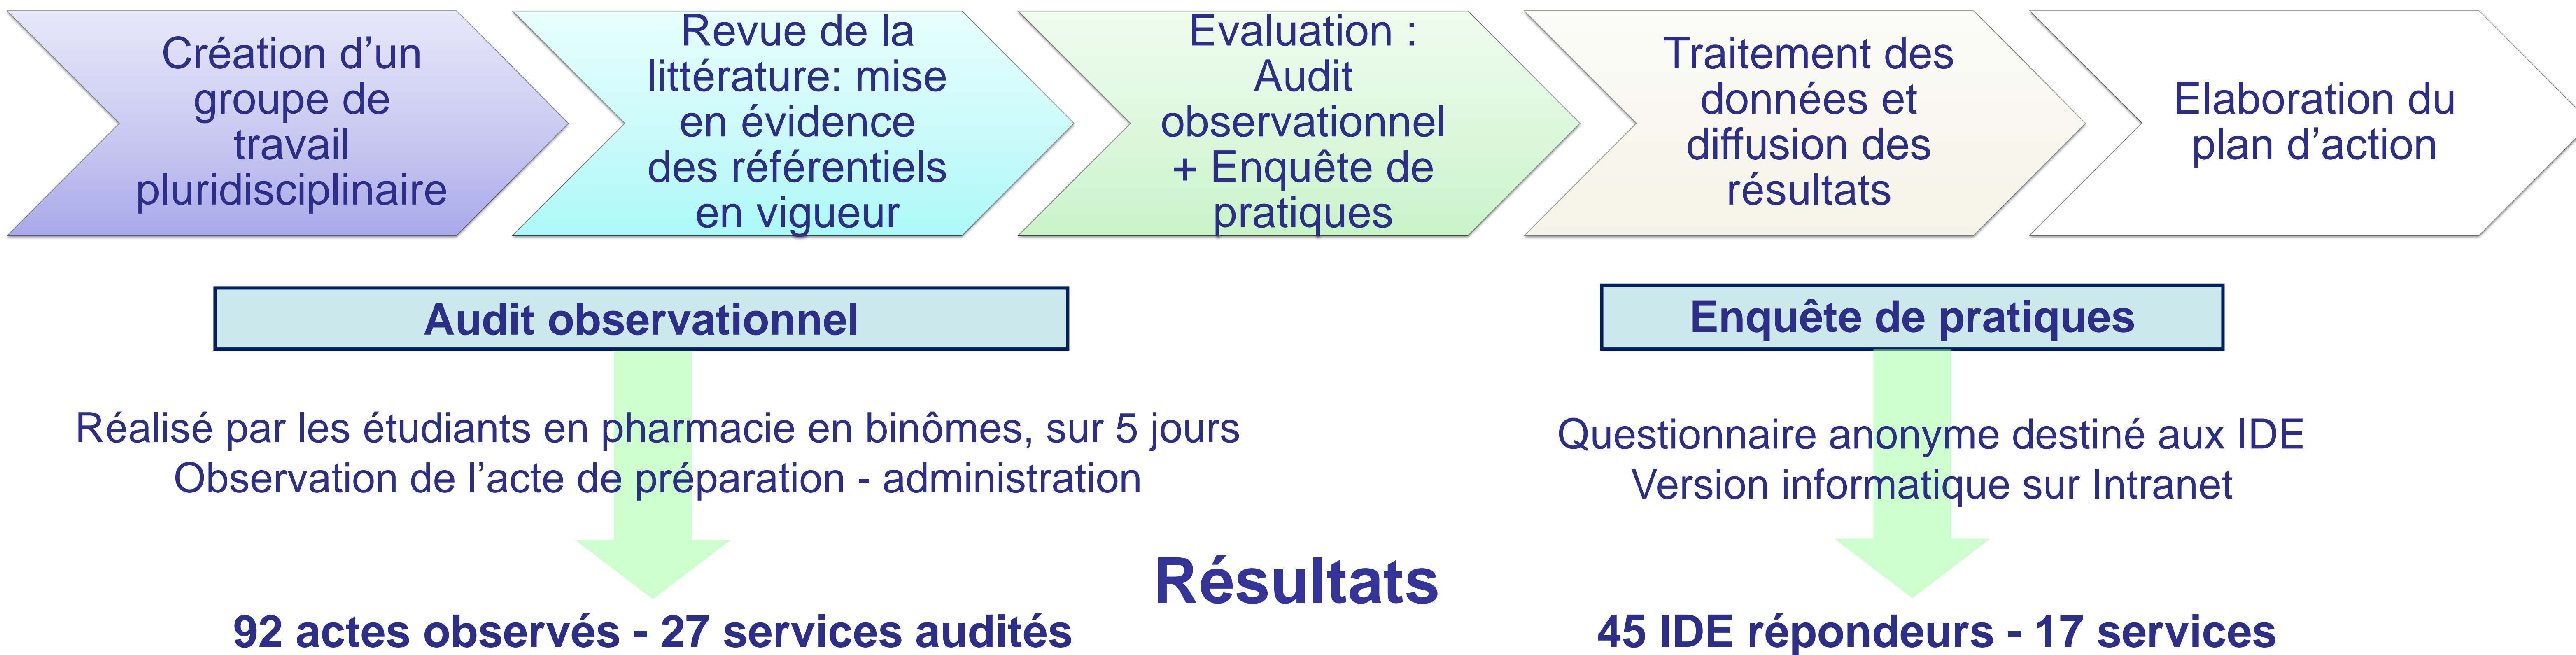 Création d’un
groupe de
travail
pluridisciplinaire
Revue de la
littérature: mise
en évidence
des référentiels
en vigueur
Evaluation :
Audit
observationnel
+ Enquête de
pratiques
Traitement des
données et
diffusion des
résultats
Elaboration du
plan d’action
Audit observationnel
Réalisé par les étudiants en pharmacie en binômes, sur 5 jours
Observation de l’acte de préparation - administration
Enquête de pratiques
Questionnaire anonyme destiné aux IDE
Version informatique sur Intranet
Résultats
92 actes observés - 27 services audités
45 IDE répondeurs - 17 services